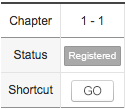 Chapter 1 - 1
Status Registered
Shortcut GO